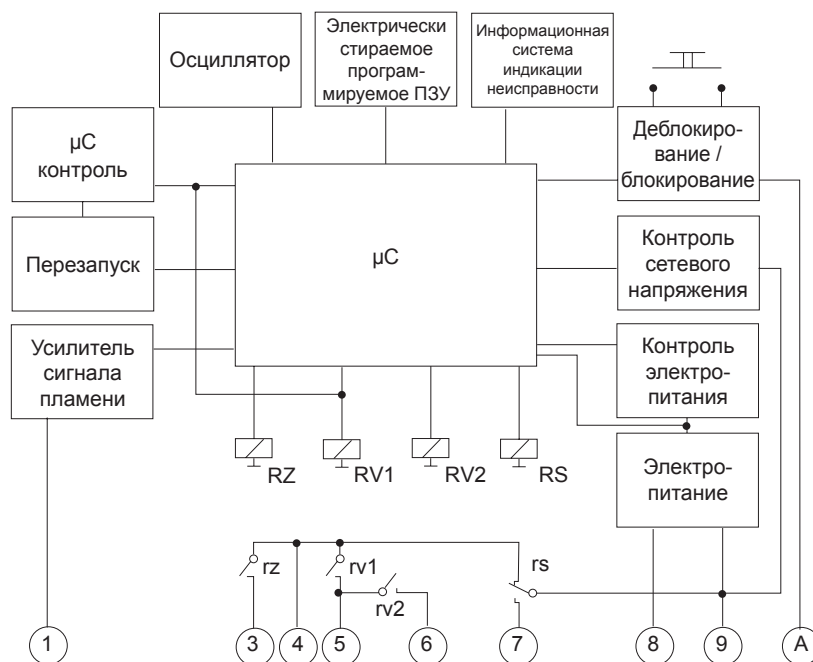 Осциллятор
Электрически
стираемое
програм-
мируемое ПЗУ
Информационная
система
индикации
неисправности
µC
контроль
Деблокиро-
вание /
блокирование
Перезапуск
µC
Контроль
сетевого
напряжения
Усилитель
сигнала
пламени
Контроль
электро-
питания
RZ
RV1
RV2
RS
Электро-
питание
rz
rv1
rv2
rs
1
3
4
5
6
7
8
9
A